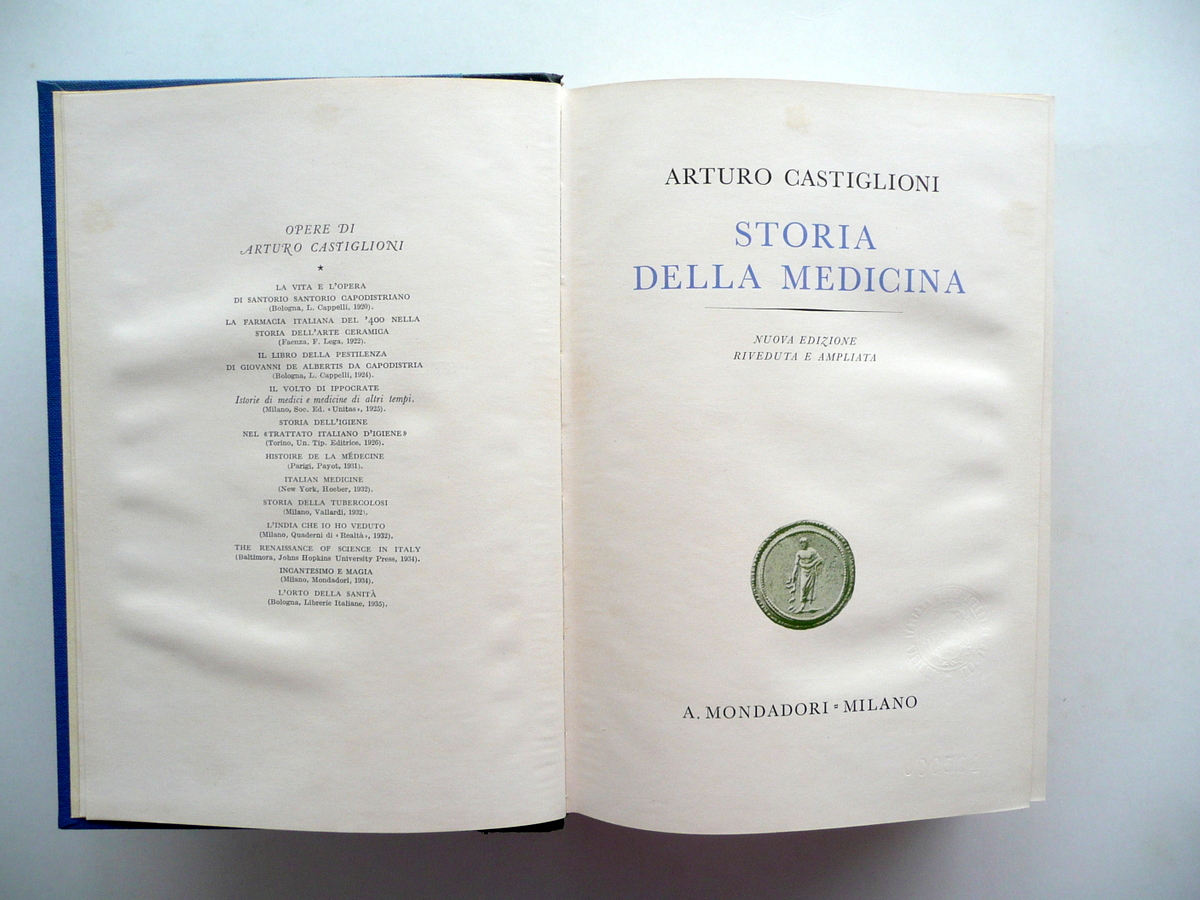 OPERE DI
ARTURO CASTIGLIONI
LA VITA E L'OPERA
DI SANTORIO SANTORIO CAPODISTRIANO
(Bologna, L. Cappelli, 1920).
LA FARMACIA ITALIANA DEL '400 NELLA
STORIA DELL'ARTE CERAMICA
(Faenza, F. Lega, 1922).
IL LIBRO DELLA PESTILENZA
DI GIOVANNI DE ALBERTIS DA CAPODISTRIA
(Bologna, L. Cappelli, 1924).
IL VOLTO DI IPPOCRATE
Istorie di medici e medicine di altri tempi.
(Milano, Soc. Ed. «Unitas», 1925).
STORIA DELL'IGIENE
NEL «TRATTATO ITALIANO D'IGIENE»
(Torino, Un. Tip. Editrice, 1926).
HISTOIRE DE LA MÉDECINE
(Parigi, Payot, 1931).
ITALIAN MEDICINE
(New York, Hoeber, 1932).
STORIA DELLA TUBERCOLOSI
(Milano, Vallardi, 1932).
L'INDIA CHE IO HO VEDUTO
(Milano, Quaderni di «Realtà», 1932).
THE RENAISSANCE OF SCIENCE IN ITALY
(Baltimora, Johns Hopkins University Press, 1934).
INCANTESIMO E MAGIA
(Milano, Mondadori, 1934).
L'ORTO DELLA SANITÀ
(Bologna, Librerie Italiane, 1935).
ARTURO CASTIGLIONI
STORIA
DELLA MEDICINA
NUOVA EDIZIONE
RIVEDUTA E AMPLIATA
A. MONDADORI = MILANO